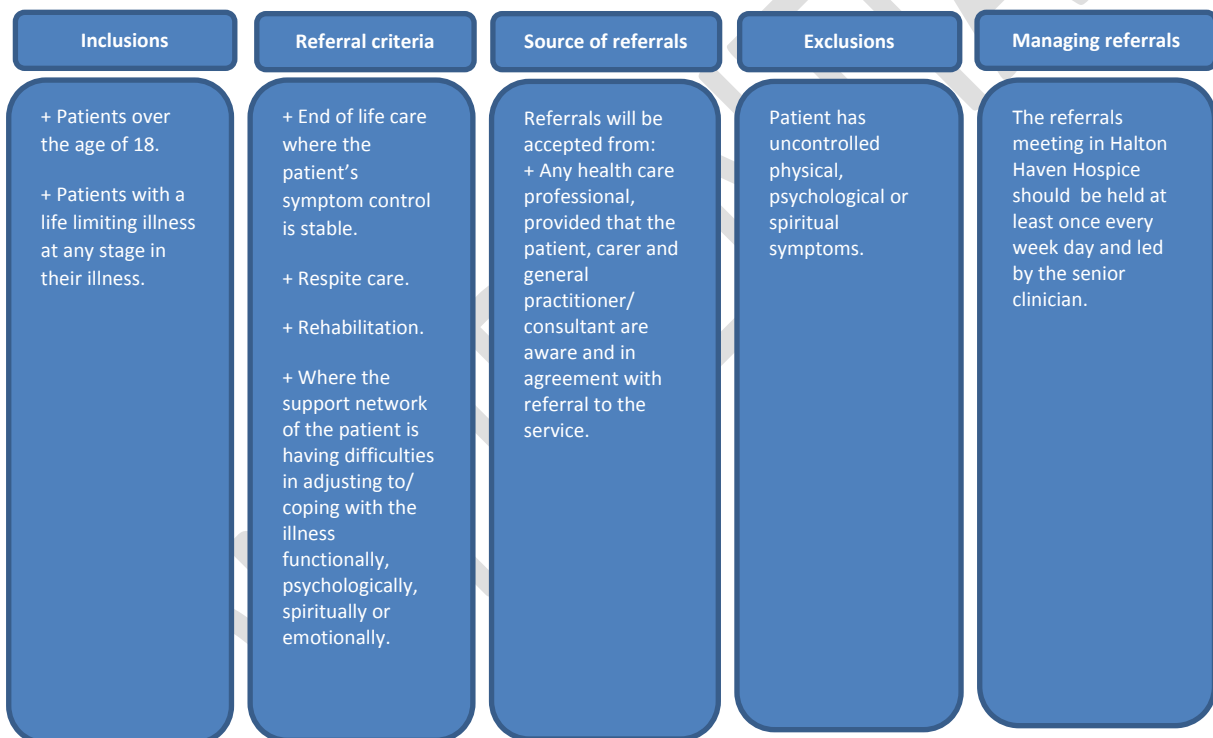 Inclusions
+ Patients over
the age of 18.
+ Patients with a
life limiting illness
at any stage in
their illness.
Referral criteria
+ End of life care
where the
patient’s
symptom control
is stable.
+ Respite care.
+ Rehabilitation.
+ Where the
support network
of the patient is
having difficulties
in adjusting to/
coping with the
illness
functionally,
psychologically,
spiritually or
emotionally.
Source of referrals
Referrals will be
accepted from:
+ Any health care
professional,
provided that the
patient, carer and
general
practitioner/
consultant are
aware and in
agreement with
referral to the
service.
Exclusions
Patient has
uncontrolled
physical,
psychological or
spiritual
symptoms.
Managing referrals
The referrals
meeting in Halton
Haven Hospice
should be held at
least once every
week day and led
by the senior
clinician.